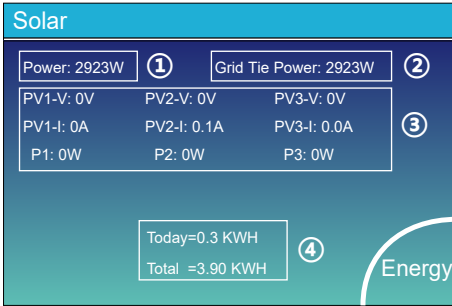 Solar
Power: 2923W ① Grid Tie Power: 2923W ②
PV1-V: 0V PV2-V: 0V PV3-V: 0V
PV1-I: 0A PV2-I: 0.1A PV3-I: 0.0A ③
P1: 0W P2: 0W P3: 0W
Today=0.3 KWH
④
Total =3.90 KWH
Energy